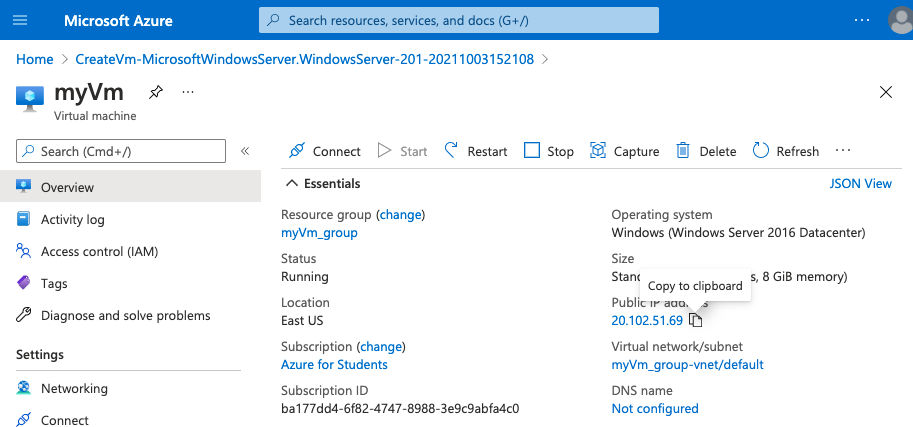 Microsoft Azure
Search resources, services, and docs (G+/)
Home > CreateVm-MicrosoftWindowsServer.WindowsServer-201-20211003152108 >
myVm
Virtual machine
Search (Cmd+/)
Overview
Activity log
Access control (IAM)
Tags
Diagnose and solve problems
Settings
Networking
Connect
Connect Start Restart Stop Capture Delete Refresh
Essentials
JSON View
Resource group (change)
myVm_group
Status
Running
Location
East US
Subscription (change)
Azure for Students
Subscription ID
ba177dd4-6f82-4747-8988-3e9c9abfa4c0
Operating system
Windows (Windows Server 2016 Datacenter)
Size
s, 8 GiB memory)
Copy to clipboard
Public IP address
20.102.51.69
Virtual network/subnet
myVm_group-vnet/default
DNS name
Not configured